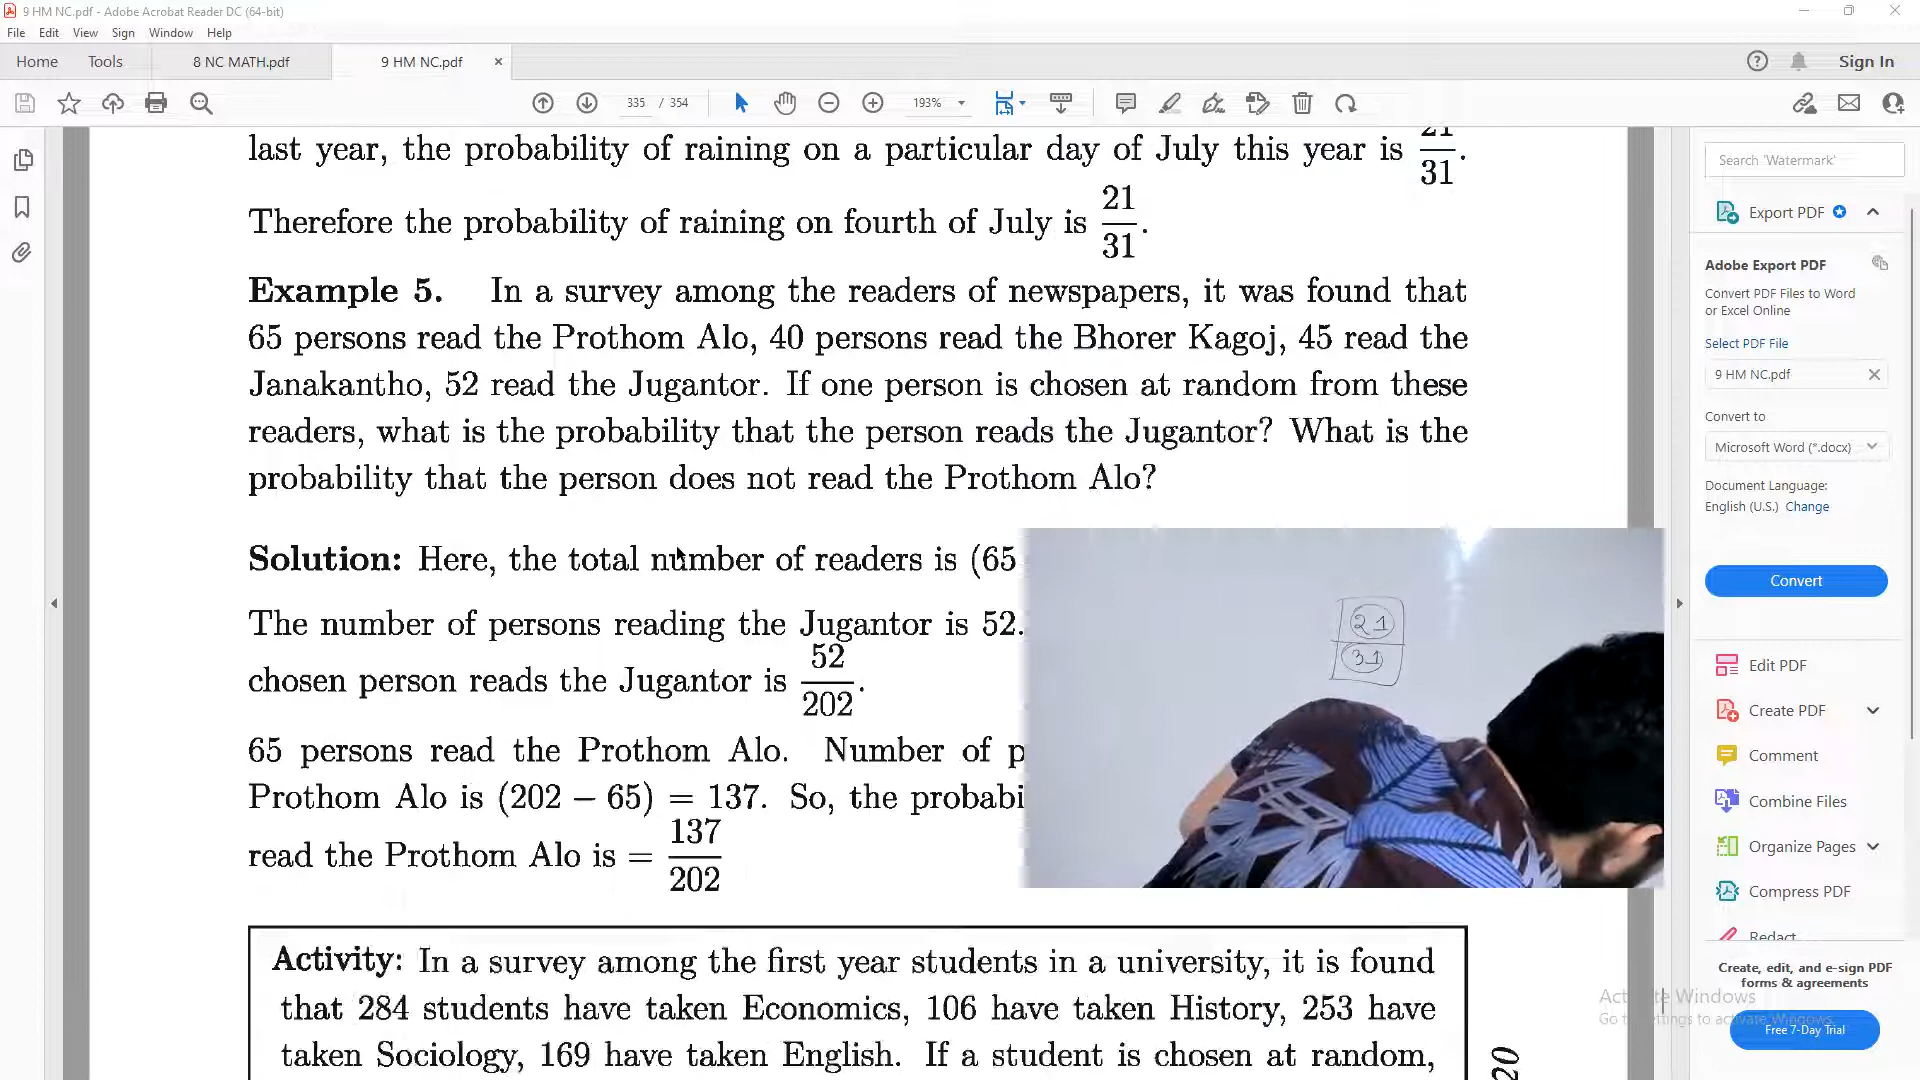 9 HM NC.pdf - Adobe Acrobat Reader DC (64-bit)
File Edit View Sign Window Help
Home Tools 8 NC MATH.pdf 9 HM NC.pdf × Sign In
335 / 354 193%
last year, the probability of raining on a particular day of July this year is 21/31.
Therefore the probability of raining on fourth of July is 21/31.
Example 5. In a survey among the readers of newspapers, it was found that
65 persons read the Prothom Alo, 40 persons read the Bhorer Kagoj, 45 read the
Janakantho, 52 read the Jugantor. If one person is chosen at random from these
readers, what is the probability that the person reads the Jugantor? What is the
probability that the person does not read the Prothom Alo?
Solution: Here, the total number of readers is (65
The number of persons reading the Jugantor is 52.
chosen person reads the Jugantor is 52/202.
65 persons read the Prothom Alo. Number of p
Prothom Alo is (202 − 65) = 137. So, the probabi
read the Prothom Alo is = 137/202
21
31
Activity: In a survey among the first year students in a university, it is found
that 284 students have taken Economics, 106 have taken History, 253 have
taken Sociology, 169 have taken English. If a student is chosen at random,
20
Search 'Watermark'
Export PDF
Adobe Export PDF
Convert PDF Files to Word
or Excel Online
Select PDF File
9 HM NC.pdf
Convert to
Microsoft Word (*.docx)
Document Language:
English (U.S.) Change
Convert
Edit PDF
Create PDF
Comment
Combine Files
Organize Pages
Compress PDF
Redact
Create, edit, and e-sign PDF
forms & agreements
Activate Windows
Go to Settings to activate Windows.
Free 7-Day Trial